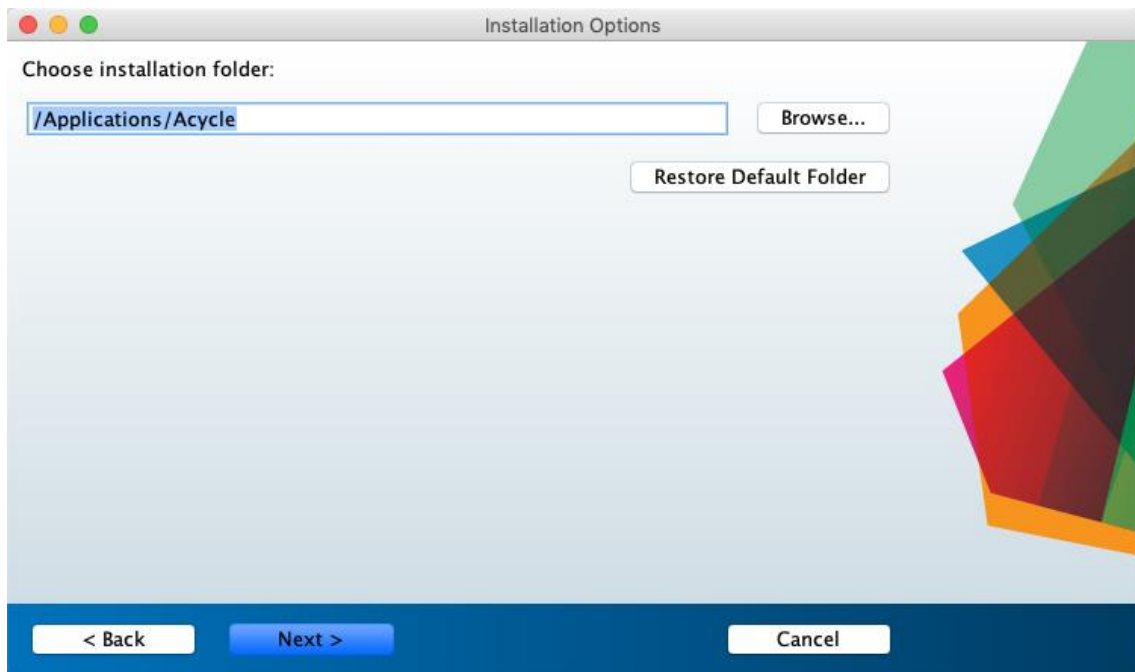 Installation Options
Choose installation folder:
/Applications/Acycle
Browse...
Restore Default Folder
< Back
Next >
Cancel